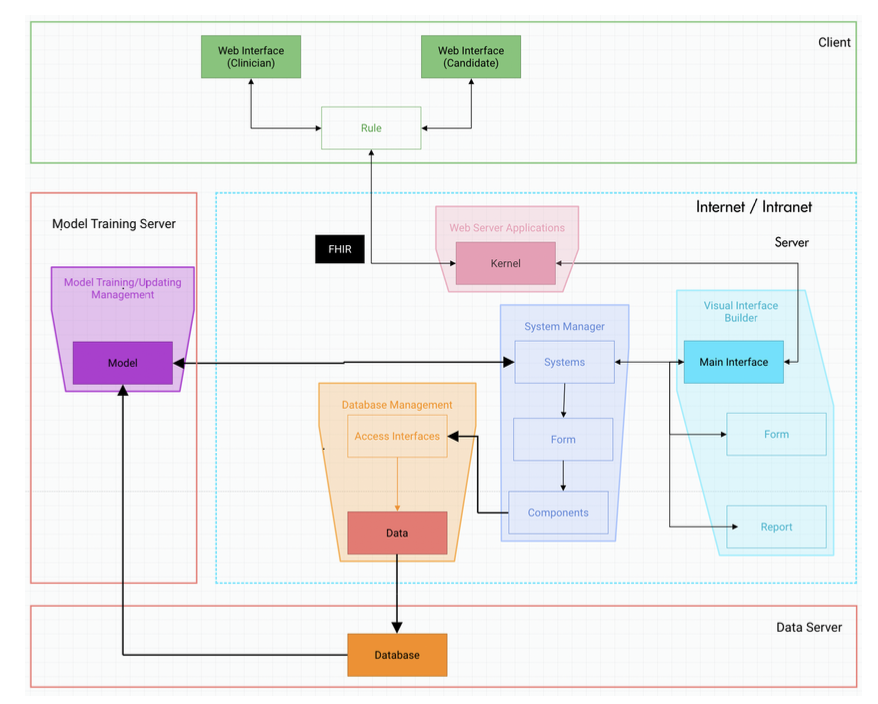 Client
Web Interface
(Clinician)
Web Interface
(Candidate)
Rule
Model Training Server
Internet / Intranet
Server
FHIR
Web Server Applications
Kernel
Model Training/Updating
Management
Model
System Manager
Systems
Form
Components
Visual Interface
Builder
Main Interface
Form
Report
Database Management
Access Interfaces
Data
Data Server
Database